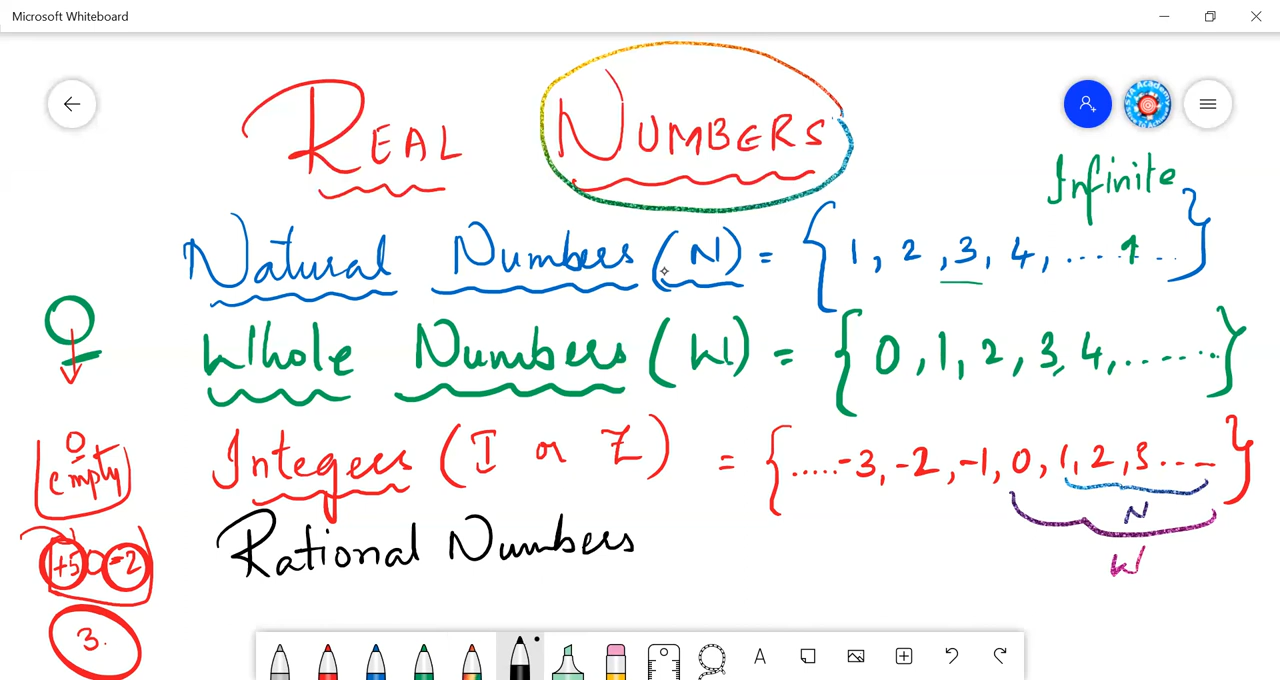 Microsoft Whiteboard
REAL NUMBERS
Infinite
Natural Numbers (N) = { 1, 2, 3, 4, ........ }
Whole Numbers (W) = { 0, 1, 2, 3, 4, ........ }
Integers (I or Z) = { .....-3, -2, -1, 0, 1, 2, 3 ... }
N
W
Rational Numbers
0
empty
+5 -2
3.
A